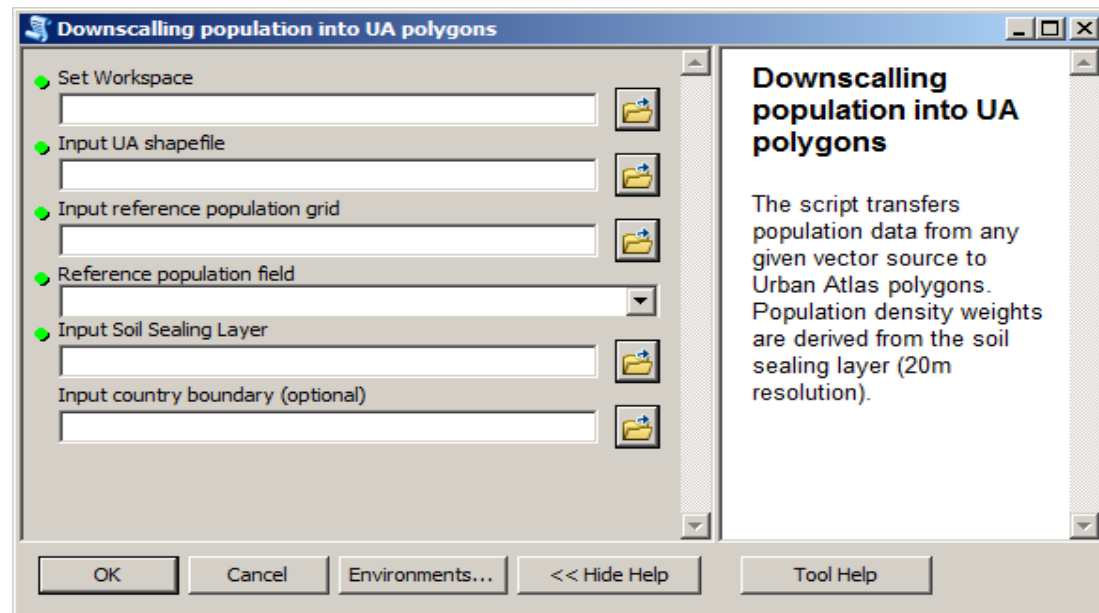 Downscalling population into UA polygons
Set Workspace
Input UA shapefile
Input reference population grid
Reference population field
Input Soil Sealing Layer
Input country boundary (optional)
Downscalling
population into UA
polygons
The script transfers
population data from any
given vector source to
Urban Atlas polygons.
Population density weights
are derived from the soil
sealing layer (20m
resolution).
OK
Cancel
Environments...
<< Hide Help
Tool Help